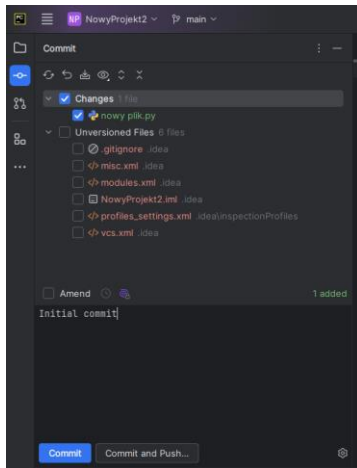 PC
NP NowyProjekt2 main
Commit
Changes 1 file
nowy plik.py
Unversioned Files 6 files
.gitignore .idea
misc.xml .idea
modules.xml .idea
NowyProjekt2.iml .idea
profiles_settings.xml .idea\inspectionProfiles
vcs.xml .idea
Amend 1 added
Initial commit
Commit Commit and Push...